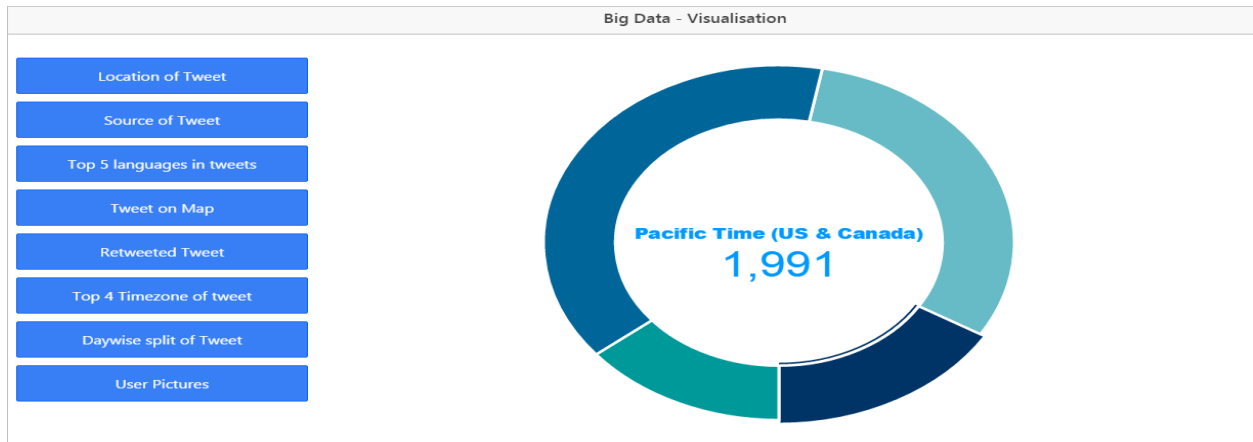 Big Data - Visualisation
Location of Tweet
Source of Tweet
Top 5 languages in tweets
Tweet on Map
Retweeted Tweet
Top 4 Timezone of tweet
Daywise split of Tweet
User Pictures
Pacific Time (US & Canada)
1,991